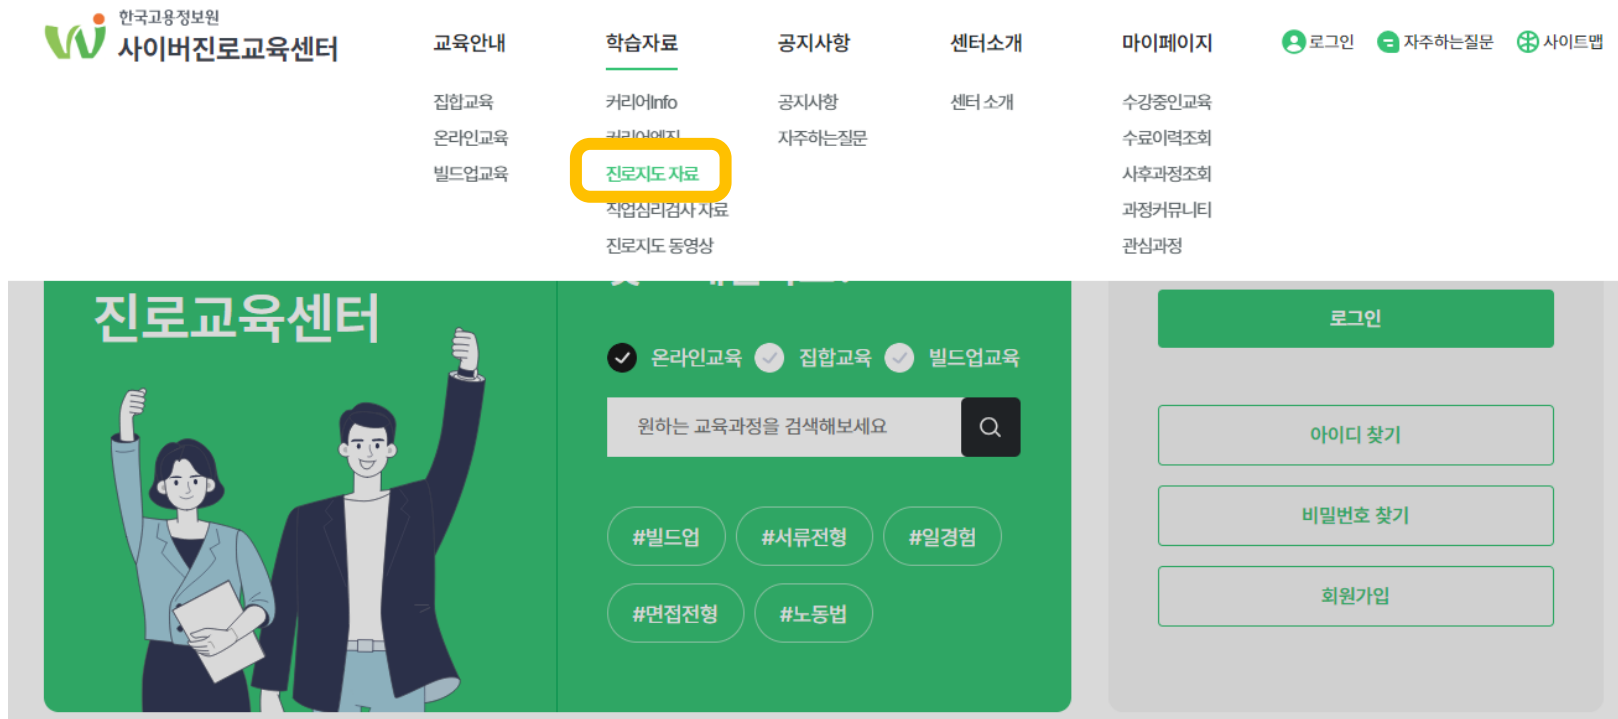 한국고용정보원
사이버진로교육센터
교육안내
학습자료
공지사항
센터소개
마이페이지
로그인
자주하는질문
사이트맵
집합교육
온라인교육
빌드업교육
커리어Info
커리어엔진
진로지도 자료
직업심리검사 자료
진로지도 동영상
공지사항
자주하는질문
센터 소개
수강중인교육
수료이력조회
사후과정조회
과정커뮤니티
관심과정
진로교육센터
온라인교육
집합교육
빌드업교육
원하는 교육과정을 검색해보세요
#빌드업
#서류전형
#일경험
#면접전형
#노동법
로그인
아이디 찾기
비밀번호 찾기
회원가입